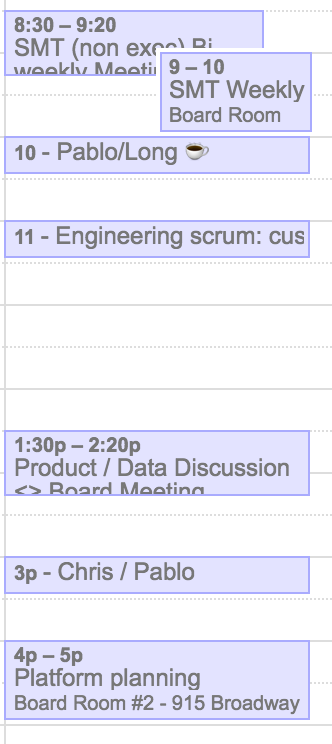 8:30 – 9:20
SMT (non exec) Bi
weekly Meeti
9 – 10
SMT Weekly
Board Room
10 - Pablo/Long ☕
11 - Engineering scrum: cus
1:30p – 2:20p
Product / Data Discussion
<> Board Meeting
3p - Chris / Pablo
4p – 5p
Platform planning
Board Room #2 - 915 Broadway